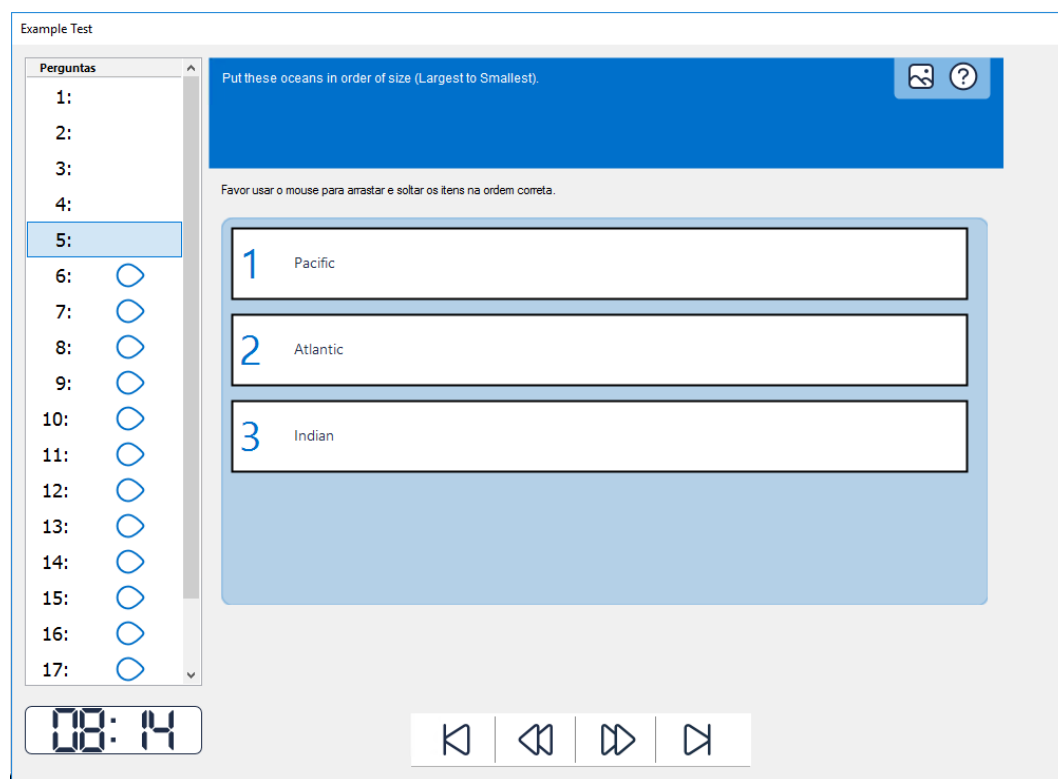 Example Test
Perguntas
1:
2:
3:
4:
5:
6:
7:
8:
9:
10:
11:
12:
13:
14:
15:
16:
17:
Put these oceans in order of size (Largest to Smallest).
Favor usar o mouse para arrastar e soltar os itens na ordem correta.
1 Pacific
2 Atlantic
3 Indian
08:14